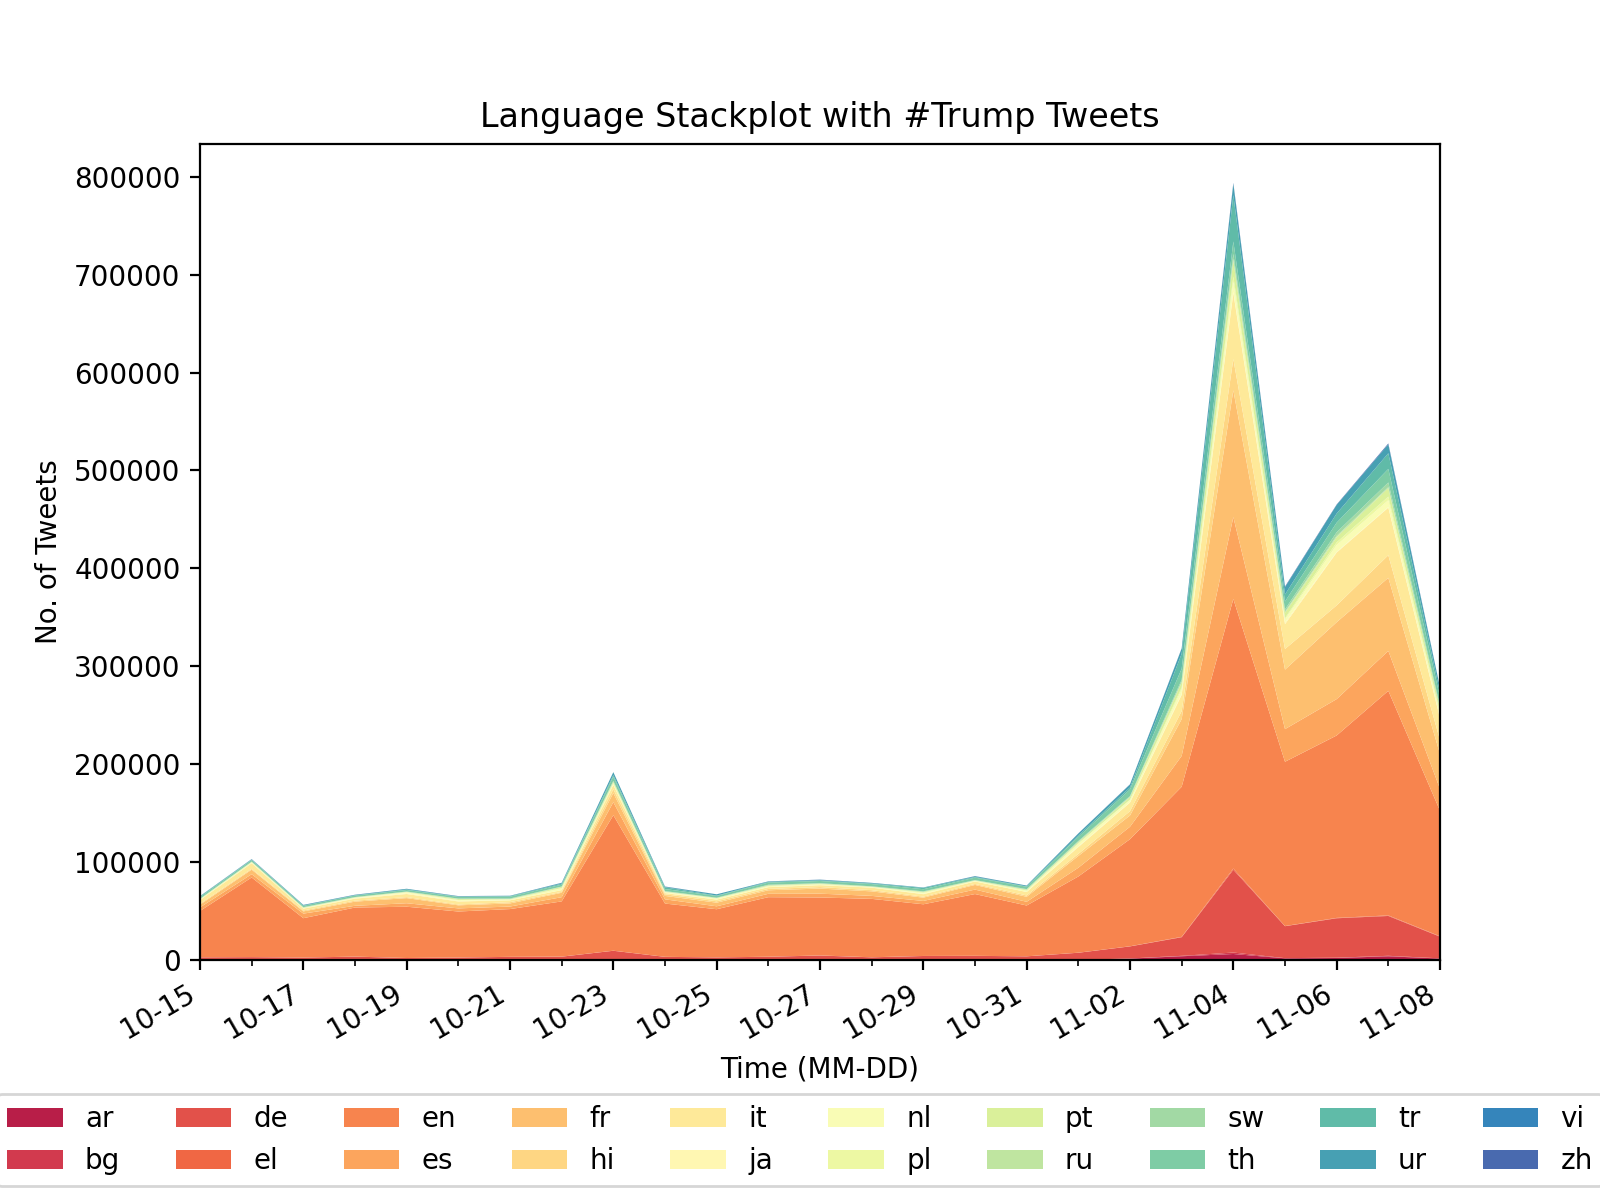 Language Stackplot with #Trump Tweets
800000
700000
600000
500000
400000
300000
200000
100000
0
No. of Tweets
10-15 10-17 10-19 10-21 10-23 10-25 10-27 10-29 10-31 11-02 11-04 11-06 11-08
Time (MM-DD)
ar de en fr it nl pt sw tr vi
bg el es hi ja pl ru th ur zh